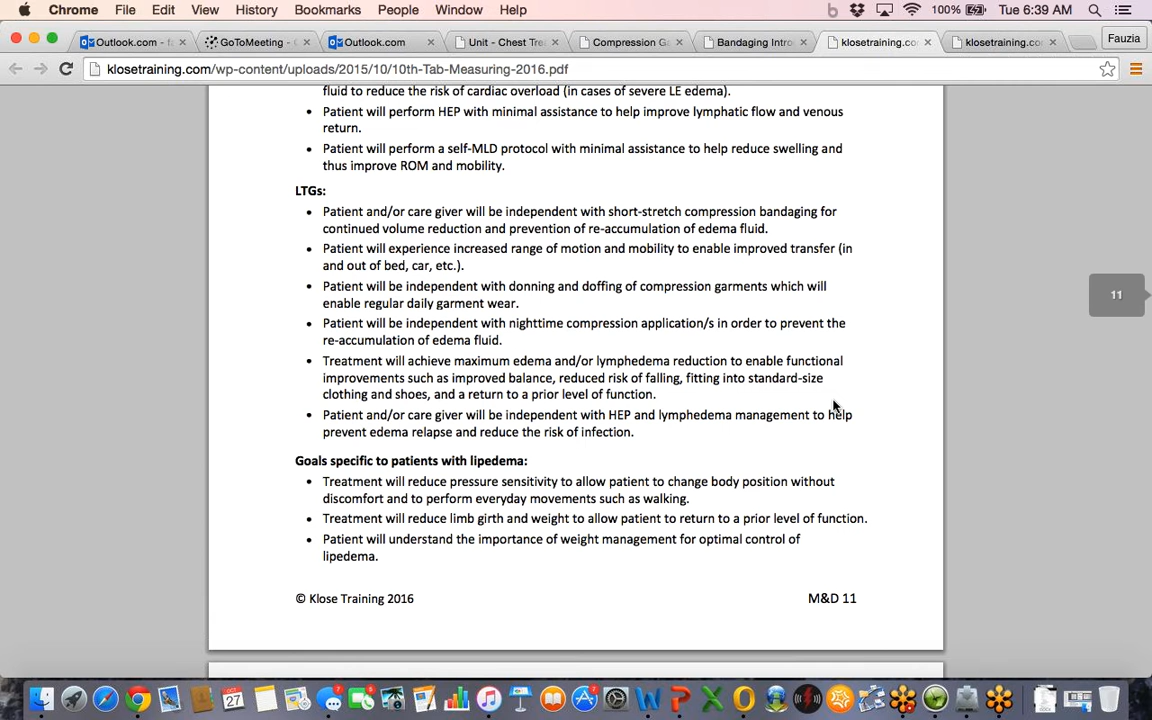 Chrome File Edit View History Bookmarks People Window Help 100% Tue 6:39 AM
Outlook.com - GoToMeeting - Outlook.com Unit - Chest Tre Compression Ga Bandaging Intro klosetraining.co klosetraining.co Fauzia
klosetraining.com/wp-content/uploads/2015/10/10th-Tab-Measuring-2016.pdf
fluid to reduce the risk of cardiac overload (in cases of severe LE edema).
• Patient will perform HEP with minimal assistance to help improve lymphatic flow and venous
return.
• Patient will perform a self-MLD protocol with minimal assistance to help reduce swelling and
thus improve ROM and mobility.
LTGs:
• Patient and/or care giver will be independent with short-stretch compression bandaging for
continued volume reduction and prevention of re-accumulation of edema fluid.
• Patient will experience increased range of motion and mobility to enable improved transfer (in
and out of bed, car, etc.).
• Patient will be independent with donning and doffing of compression garments which will
enable regular daily garment wear.
• Patient will be independent with nighttime compression application/s in order to prevent the
re-accumulation of edema fluid.
• Treatment will achieve maximum edema and/or lymphedema reduction to enable functional
improvements such as improved balance, reduced risk of falling, fitting into standard-size
clothing and shoes, and a return to a prior level of function.
• Patient and/or care giver will be independent with HEP and lymphedema management to help
prevent edema relapse and reduce the risk of infection.
Goals specific to patients with lipedema:
• Treatment will reduce pressure sensitivity to allow patient to change body position without
discomfort and to perform everyday movements such as walking.
• Treatment will reduce limb girth and weight to allow patient to return to a prior level of function.
• Patient will understand the importance of weight management for optimal control of
lipedema.
© Klose Training 2016 M&D 11
11